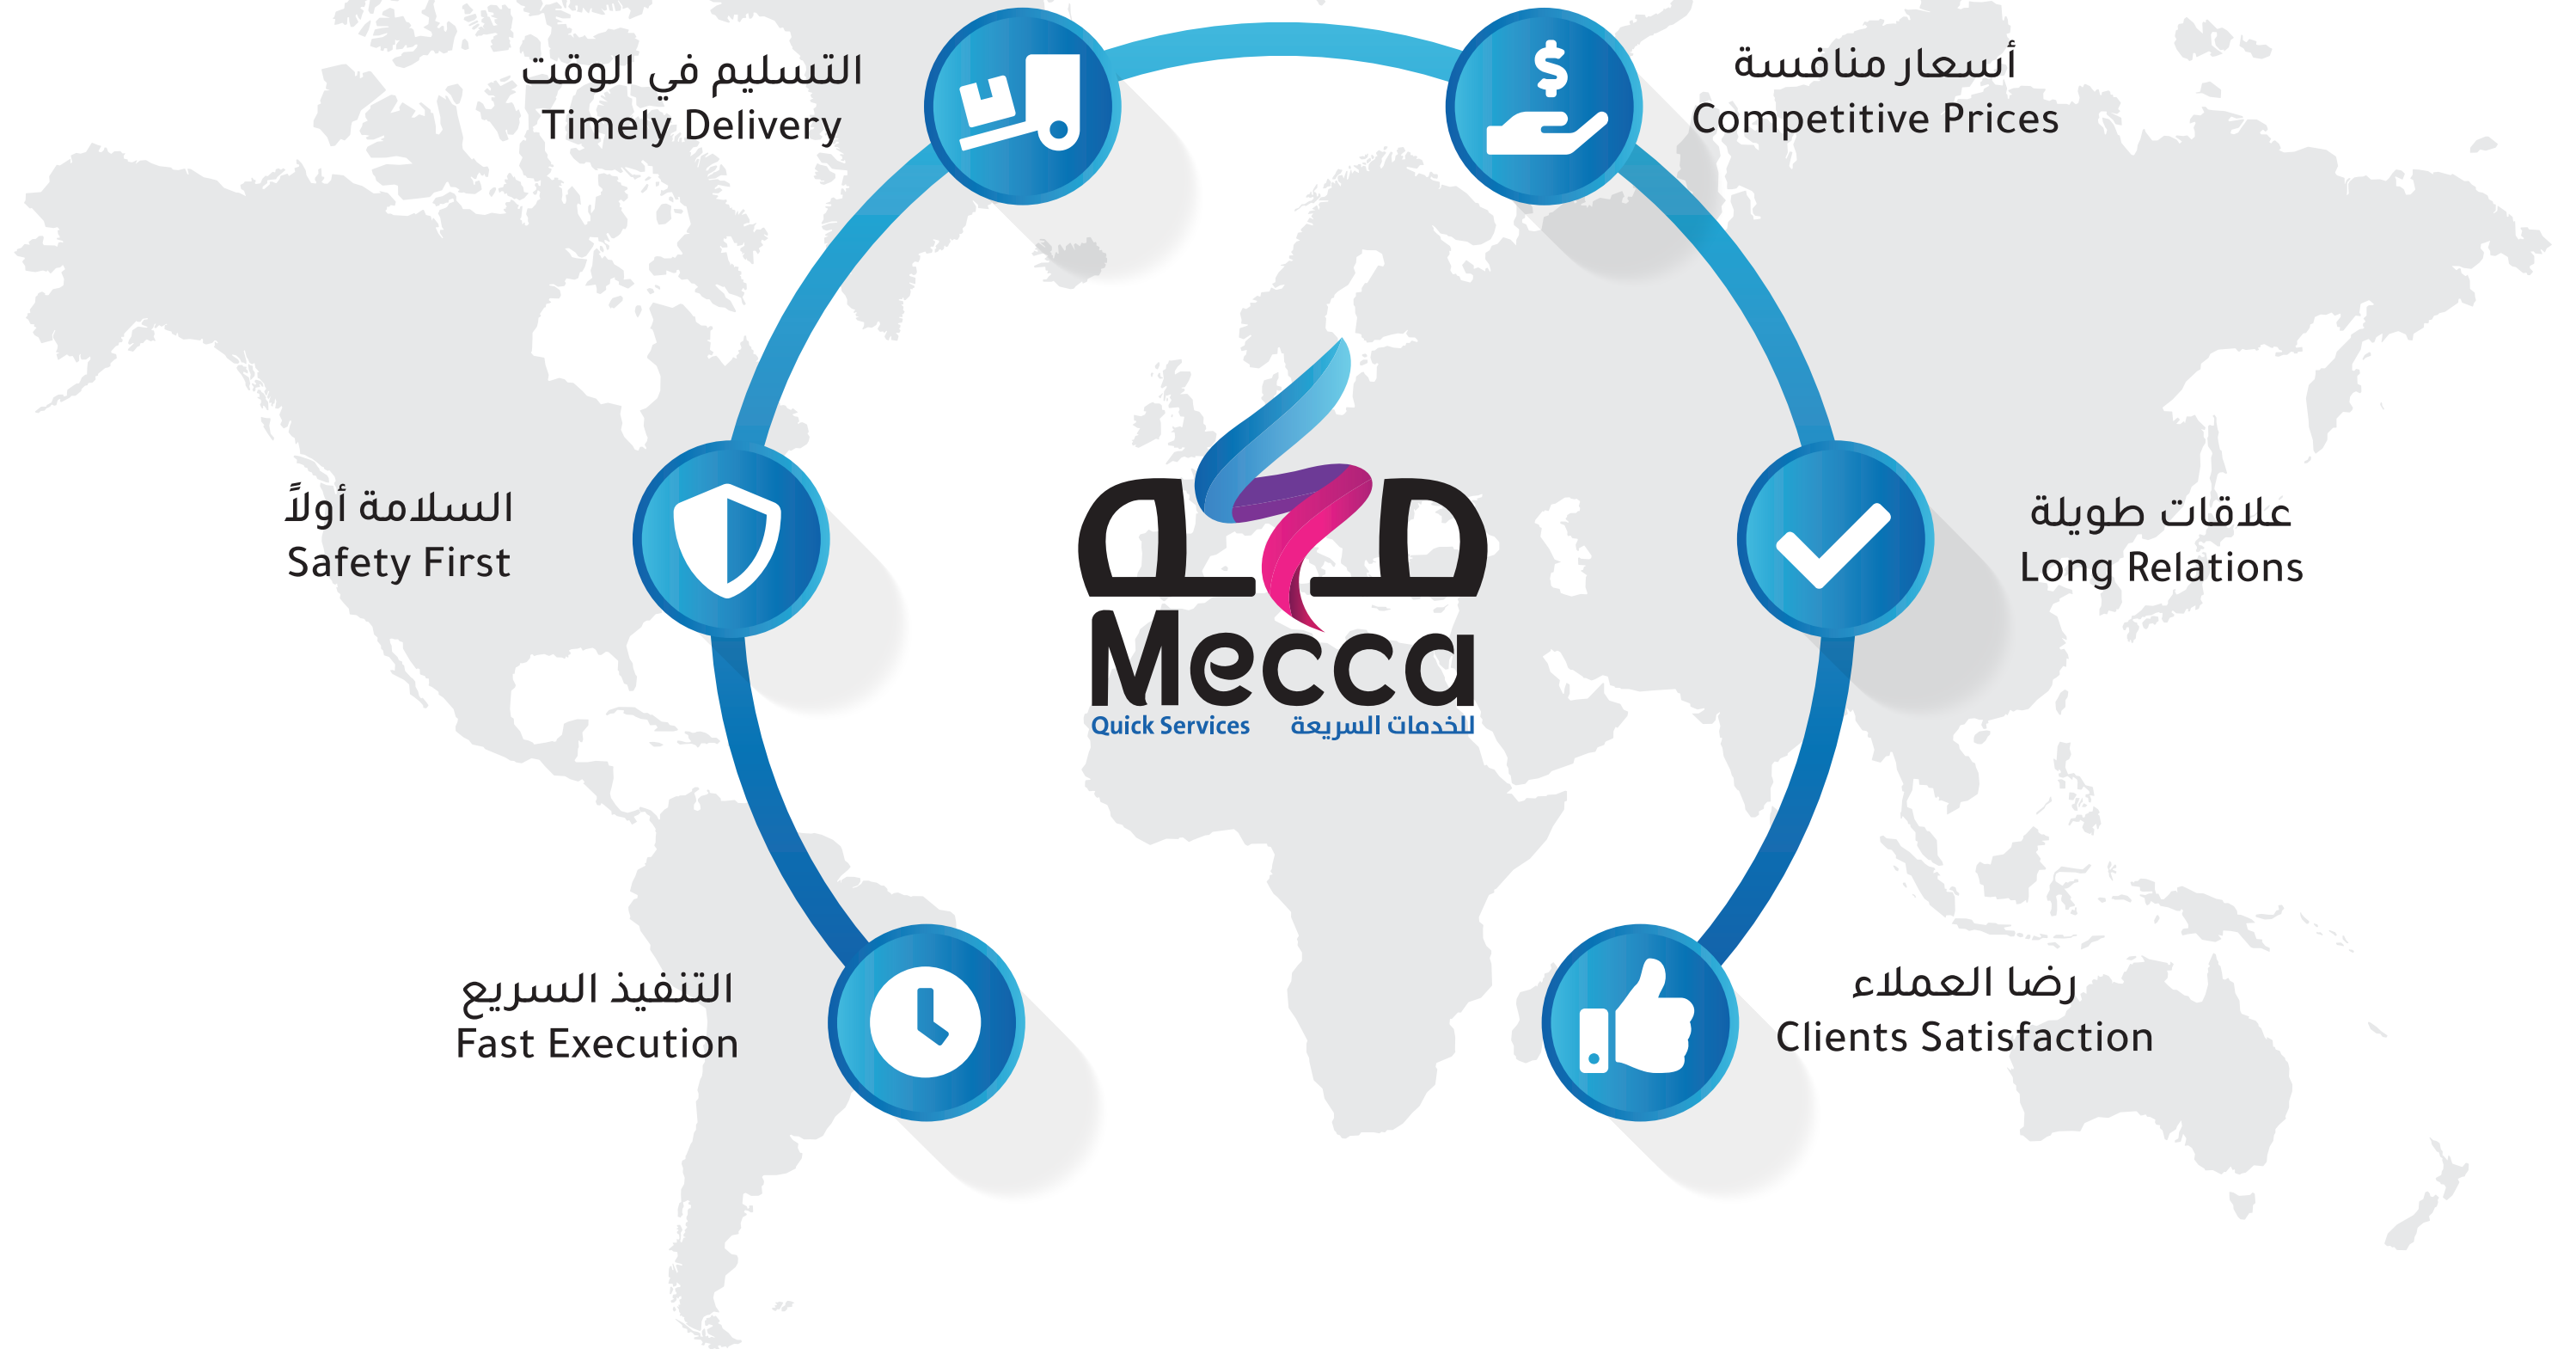 التسليم في الوقت
Timely Delivery
أسعار منافسة
Competitive Prices
السلامة أولاً
Safety First
مكه
Mecca
Quick Services للخدمات السريعة
علاقات طويلة
Long Relations
التنفيذ السريع
Fast Execution
رضا العملاء
Clients Satisfaction